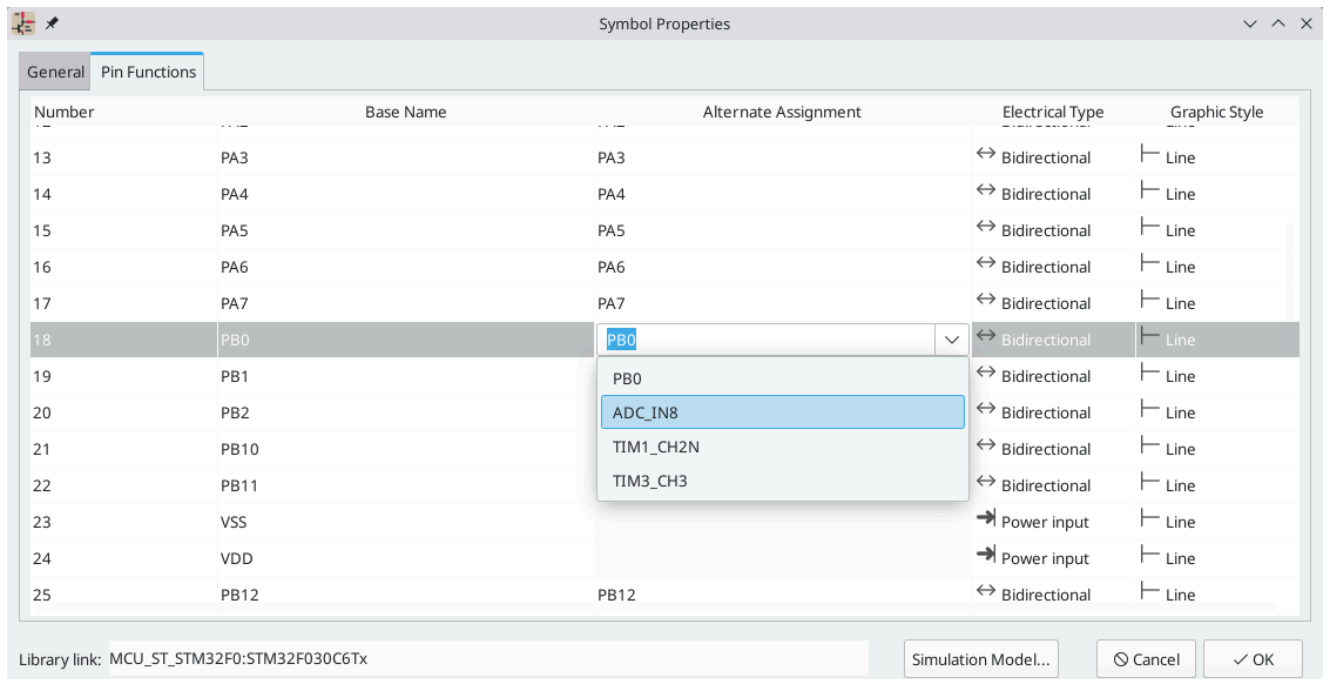 Symbol Properties
General Pin Functions
Number Base Name Alternate Assignment Electrical Type Graphic Style
13 PA3 PA3 Bidirectional Line
14 PA4 PA4 Bidirectional Line
15 PA5 PA5 Bidirectional Line
16 PA6 PA6 Bidirectional Line
17 PA7 PA7 Bidirectional Line
18 PB0 PB0 Bidirectional Line
19 PB1 PB0 Bidirectional Line
20 PB2 ADC_IN8 Bidirectional Line
21 PB10 TIM1_CH2N Bidirectional Line
22 PB11 TIM3_CH3 Bidirectional Line
23 VSS Power input Line
24 VDD Power input Line
25 PB12 PB12 Bidirectional Line
Library link: MCU_ST_STM32F0:STM32F030C6Tx Simulation Model... Cancel OK